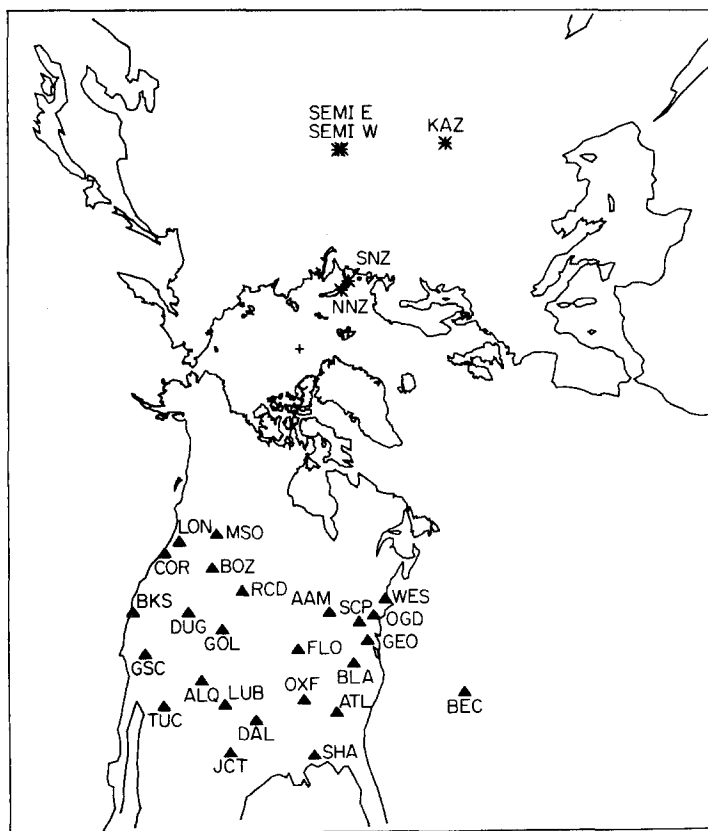 SEMI E
SEMI W
KAZ
SNZ
NNZ
LON
MSO
COR
BOZ
RCD
BKS
AAM
WES
SCP
OGD
DUG
GOL
GEO
FLO
GSC
BLA
ALQ
LUB
OXF
ATL
BEC
TUC
DAL
JCT
SHA